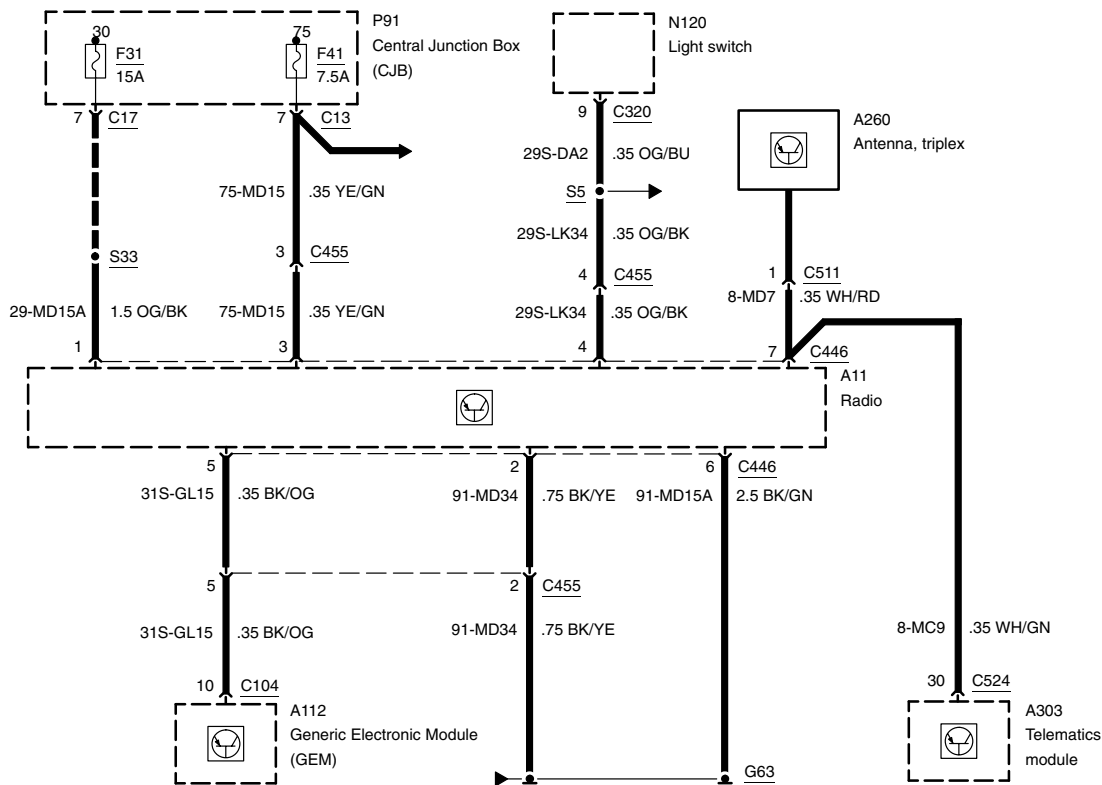 30
F31
15A
75
F41
7.5A
P91
Central Junction Box
(CJB)
N120
Light switch
7 C17
7 C13
9 C320
A260
Antenna, triplex
29S-DA2 .35 OG/BU
75-MD15 .35 YE/GN
S5
29S-LK34 .35 OG/BK
S33
3 C455
4 C455
1 C511
8-MD7 .35 WH/RD
29-MD15A 1.5 OG/BK
75-MD15 .35 YE/GN
29S-LK34 .35 OG/BK
1
3
4
7 C446
A11
Radio
5
2
6 C446
31S-GL15 .35 BK/OG
91-MD34 .75 BK/YE
91-MD15A 2.5 BK/GN
5
2 C455
31S-GL15 .35 BK/OG
91-MD34 .75 BK/YE
8-MC9 .35 WH/GN
10 C104
30 C524
A112
Generic Electronic Module
(GEM)
A303
Telematics
module
G63